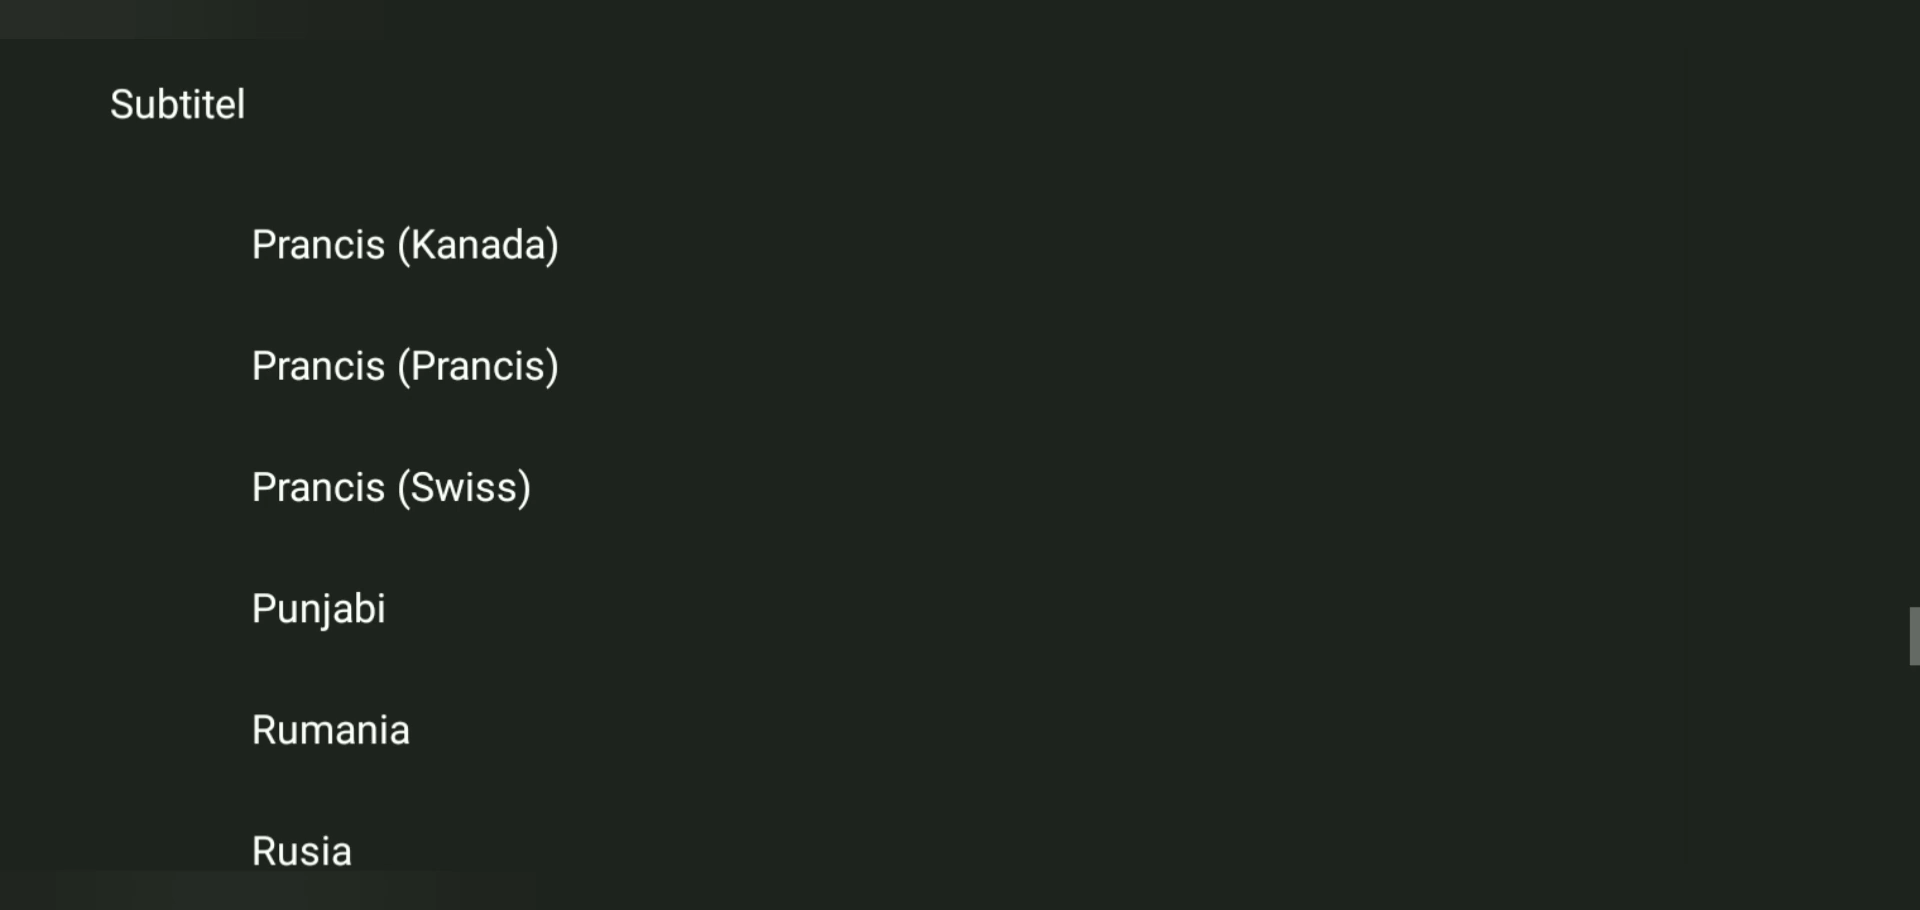 Subtitel
Prancis (Kanada)
Prancis (Prancis)
Prancis (Swiss)
Punjabi
Rumania
Rusia